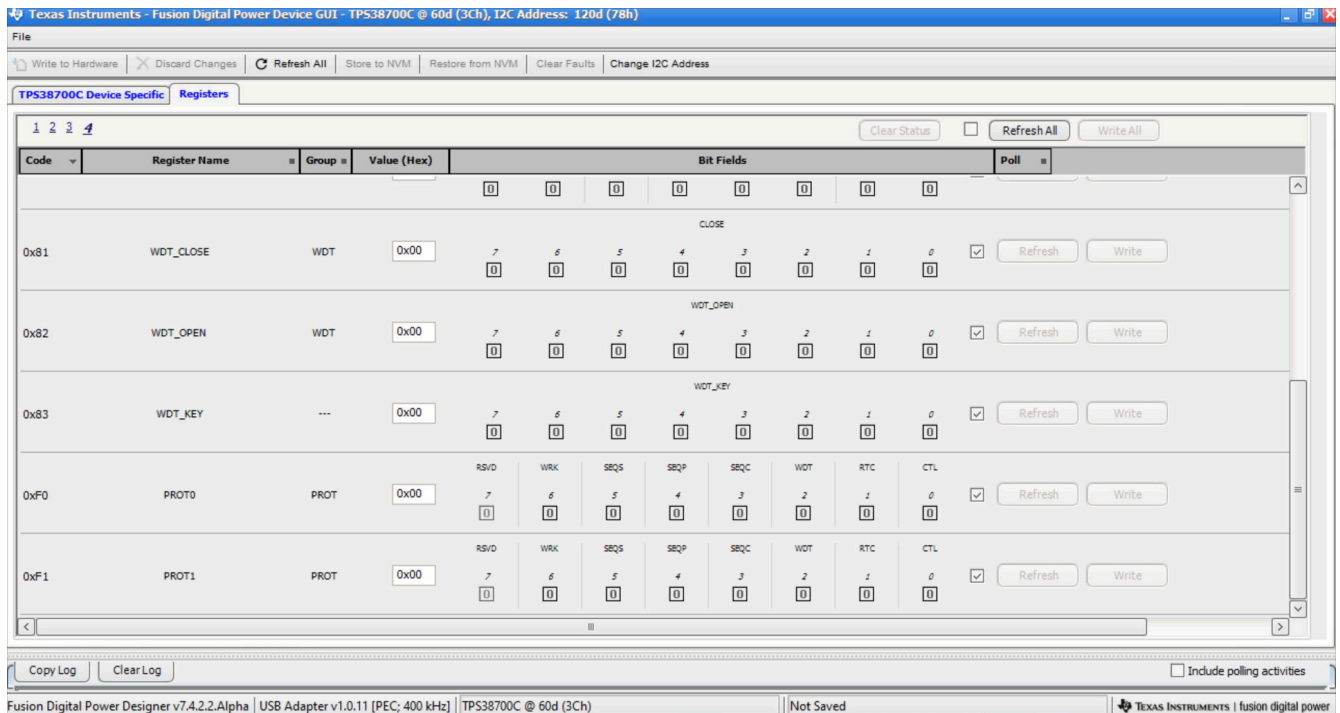 Texas Instruments - Fusion Digital Power Device GUI - TPS38700C @ 60d (3Ch), I2C Address: 120d (78h)
File
Write to Hardware Discard Changes Refresh All Store to NVM Restore from NVM Clear Faults Change I2C Address
TPS38700C Device Specific Registers
1 2 3 4 Clear Status Refresh All Write All
Code Register Name Group Value (Hex) Bit Fields Poll
0 0 0 0 0 0 0 0
CLOSE
0x81 WDT_CLOSE WDT 0x00 7 6 5 4 3 2 1 0 Refresh Write
0 0 0 0 0 0 0 0
WDT_OPEN
0x82 WDT_OPEN WDT 0x00 7 6 5 4 3 2 1 0 Refresh Write
0 0 0 0 0 0 0 0
WDT_KEY
0x83 WDT_KEY --- 0x00 7 6 5 4 3 2 1 0 Refresh Write
0 0 0 0 0 0 0 0
RSVD WRK SEQS SEQP SEQC WDT RTC CTL
0xF0 PROT0 PROT 0x00 7 6 5 4 3 2 1 0 Refresh Write
0 0 0 0 0 0 0 0
RSVD WRK SEQS SEQP SEQC WDT RTC CTL
0xF1 PROT1 PROT 0x00 7 6 5 4 3 2 1 0 Refresh Write
0 0 0 0 0 0 0 0
Copy Log Clear Log Include polling activities
Fusion Digital Power Designer v7.4.2.2.Alpha USB Adapter v1.0.11 [PEC; 400 kHz] TPS38700C @ 60d (3Ch) Not Saved TEXAS INSTRUMENTS | fusion digital power